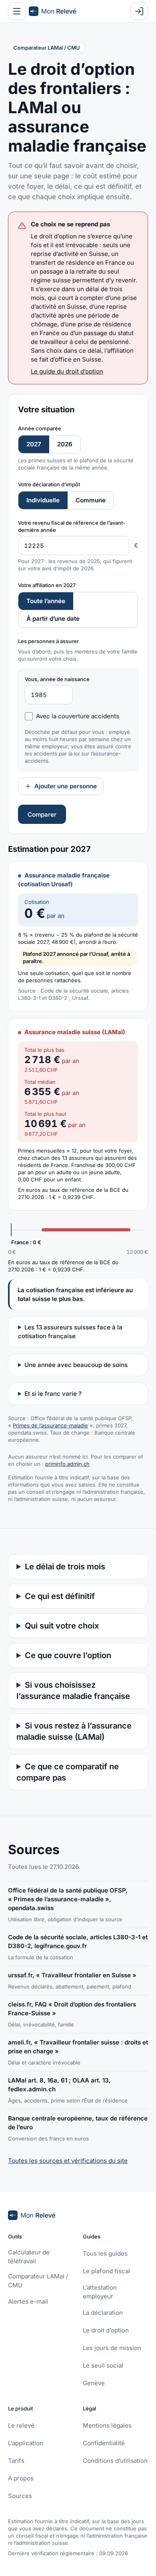 Mon Relevé
Comparateur LAMal / CMU
Le droit d’option
des frontaliers :
LAMal ou
assurance
maladie française
Tout ce qu’il faut savoir avant de choisir,
sur une seule page : le coût estimé pour
votre foyer, le délai, ce qui est définitif, et
ce que chaque choix implique ensuite.
Ce choix ne se reprend pas
Le droit d’option n’est s’exerce qu’une
fois et il est irrévocable : seuls un
transfert de résidence en France ou
un passage à la retraite du seul
régime suisse permettent d’y revenir.
Il s’exerce dans un délai de trois
mois, qui court à compter d’une prise
d’activité en Suisse, d’une reprise
d’activité après une période de
chômage, d’une prise de résidence
en France ou d’un passage du travail
frontalier à celui de pensionné.
Sans choix dans ce délai, l’affiliation
se fait d’office en Suisse.
Le guide du droit d’option
Votre situation
Année comparée
2027 2026
Les primes suisses et le plafond de la sécurité
sociale française de la même année.
Votre déclaration d’impôt
Individuelle Commune
Votre revenu fiscal de référence de l’avant-
dernière année
12225 €
Pour 2027 : les revenus de 2025, qui figurent
sur votre avis d’impôt de 2026.
Votre affiliation en 2027
Toute l’année
À partir d’une date
Les personnes à assurer
Vous d’abord, puis les membres de votre famille
qui suivront votre choix.
Vous, année de naissance
1985
Avec la couverture accidents
Décochée par défaut pour vous : employé
au moins huit heures par semaine chez un
même employeur, vous êtes assuré contre
les accidents par la loi sur l’assurance-
accidents.
+ Ajouter une personne
Comparer
Estimation pour 2027
Assurance maladie française
(cotisation Urssaf)
Cotisation
0 € par an
8 % × (revenu − 25 % du plafond de la sécurité
sociale 2027, 48 900 €), arrondi à l’euro.
Plafond 2027 annoncé par l’Urssaf, arrêté à
paraître.
Une seule cotisation, quel que soit le nombre
de personnes rattachées.
Source : Code de la sécurité sociale, articles
L380-3-1 et D380-2 ; Urssaf.
Assurance maladie suisse (LAMal)
Total le plus bas
2 718 € par an
2 511,60 CHF
Total médian
6 355 € par an
5 871,60 CHF
Total le plus haut
10 691 € par an
9 877,20 CHF
Primes mensuelles × 12, pour tout votre foyer,
chez chacun des 13 assureurs qui assurent des
résidents de France. Franchise de 300,00 CHF
par an pour un adulte ou un jeune adulte,
0,00 CHF pour un enfant.
En euros au taux de référence de la BCE du
27.10.2026 : 1 € = 0,9239 CHF.
France : 0 €
0 € 12 000 €
En euros au taux de référence de la BCE du
27.10.2026 : 1 € = 0,9239 CHF.
La cotisation française est inférieure au
total suisse le plus bas.
Les 13 assureurs suisses face à la
cotisation française
Une année avec beaucoup de soins
Et si le franc varie ?
Source : Office fédéral de la santé publique OFSP,
« Primes de l’assurance-maladie », primes 2027,
opendata.swiss. Taux de change : Banque centrale
européenne.
Aucun assureur n’est nommé ici. Pour les comparer et
en choisir un : priminfo.admin.ch
Estimation fournie à titre indicatif, sur la base des
informations que vous avez saisies. Elle ne constitue
pas un conseil et n’engage ni l’administration française,
ni l’administration suisse, ni aucun assureur.
Le délai de trois mois
Ce qui est définitif
Qui suit votre choix
Ce que couvre l’option
Si vous choisissez
l’assurance maladie française
Si vous restez à l’assurance
maladie suisse (LAMal)
Ce que ce comparatif ne
compare pas
Sources
Toutes lues le 27.10.2026.
Office fédéral de la santé publique OFSP,
« Primes de l’assurance-maladie »,
opendata.swiss
Utilisation libre, obligation d’indiquer la source
Code de la sécurité sociale, articles L380-3-1 et
D380-2, legifrance.gouv.fr
La formule de la cotisation
urssaf.fr, « Travailleur frontalier en Suisse »
Revenus déclarés, abattement, paiement, plafond
cleiss.fr, FAQ « Droit d’option des frontaliers
France-Suisse »
Délai, irrévocabilité, famille
ameli.fr, « Travailleur frontalier suisse : droits et
prise en charge »
Délai et caractère irrévocable
LAMal art. 8, 16a, 61 ; OLAA art. 13,
fedlex.admin.ch
Âges, accidents, prime selon l’État de résidence
Banque centrale européenne, taux de référence
de l’euro
Conversion des francs en euros
Toutes les sources et vérifications du site
Mon Relevé
Outils
Calculateur de
télétravail
Comparateur LAMal /
CMU
Alertes e-mail
Guides
Tous les guides
Le plafond fiscal
L’attestation
employeur
La déclaration
Le droit d’option
Les jours de mission
Le seuil social
Genève
Le produit
Le relevé
L’application
Tarifs
À propos
Sources
Légal
Mentions légales
Confidentialité
Conditions d’utilisation
Estimation fournie à titre indicatif, sur la base des jours
que vous avez déclarés. Ce document ne constitue pas
un conseil fiscal et n’engage ni l’administration française
ni l’administration suisse.
Dernière vérification réglementaire : 09.09.2026